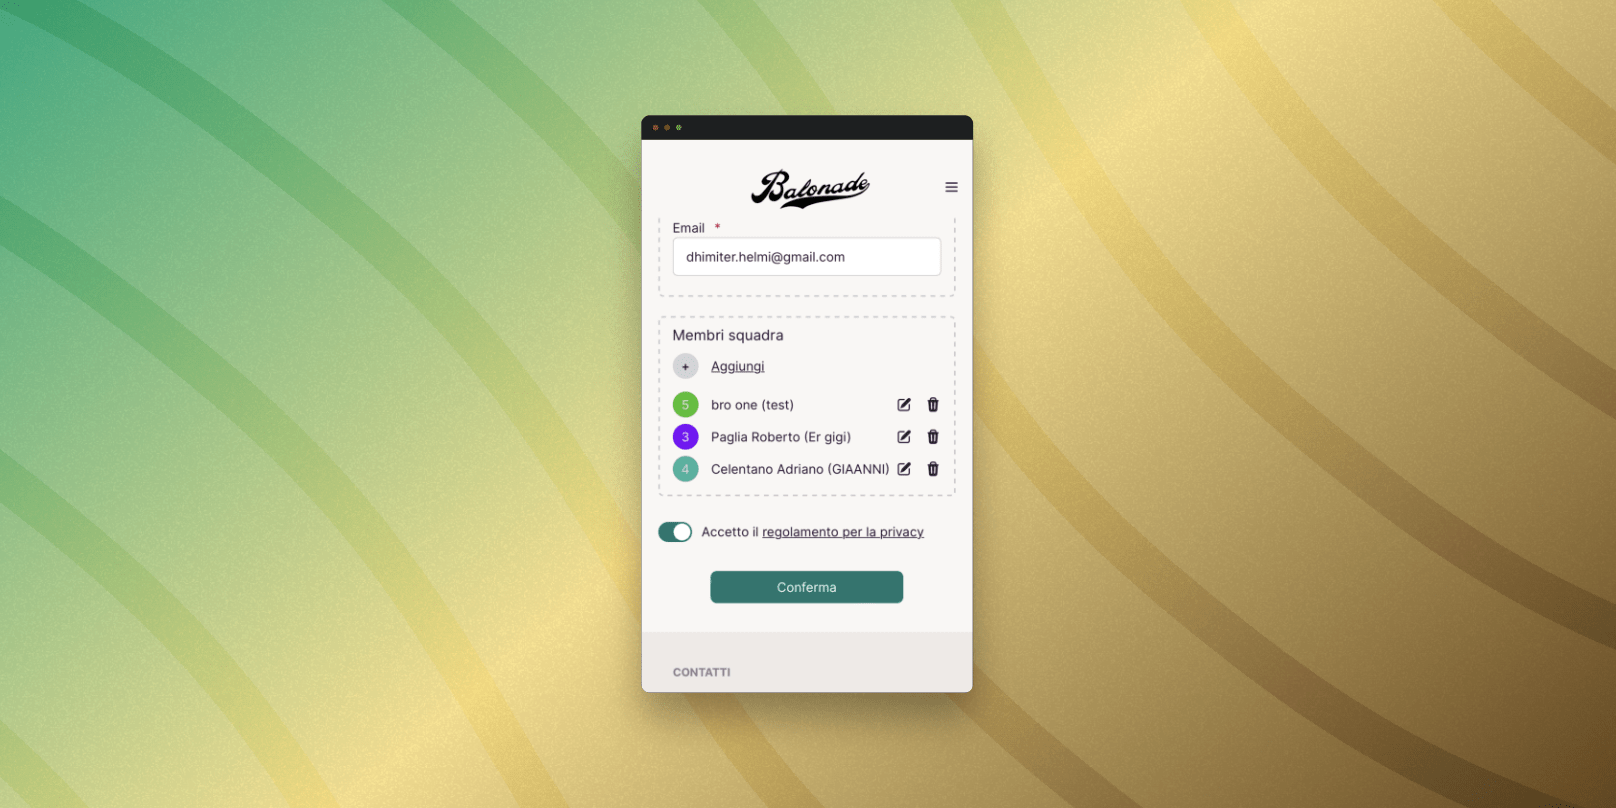 Balonade
Email *
dhimiter.helmi@gmail.com
Membri squadra
+ Aggiungi
5 bro one (test)
3 Paglia Roberto (Er gigi)
4 Celentano Adriano (GIAANNI)
Accetto il regolamento per la privacy
Conferma
CONTATTI